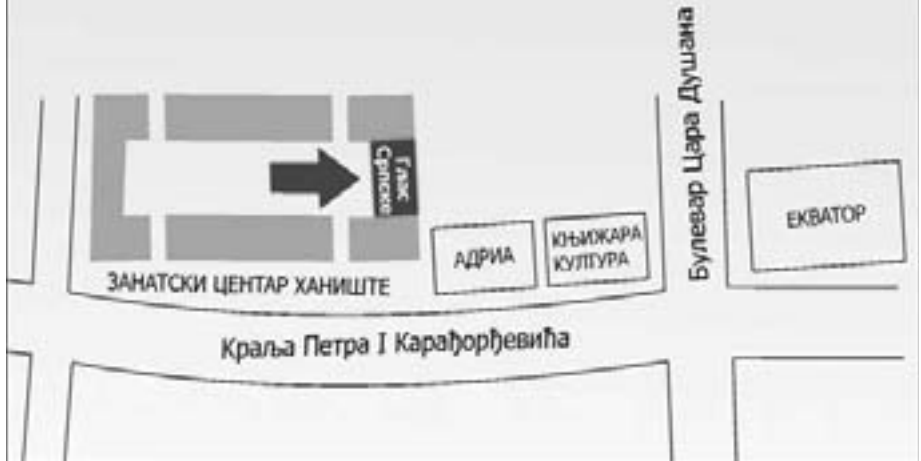 Булевар Цара Душана
Глас
Српске
ЕКВАТОР
АДРИА
КЊИЖАРА
КУЛТУРА
ЗАНАТСКИ ЦЕНТАР ХАНИШТЕ
Краља Петра I Карађорђевића